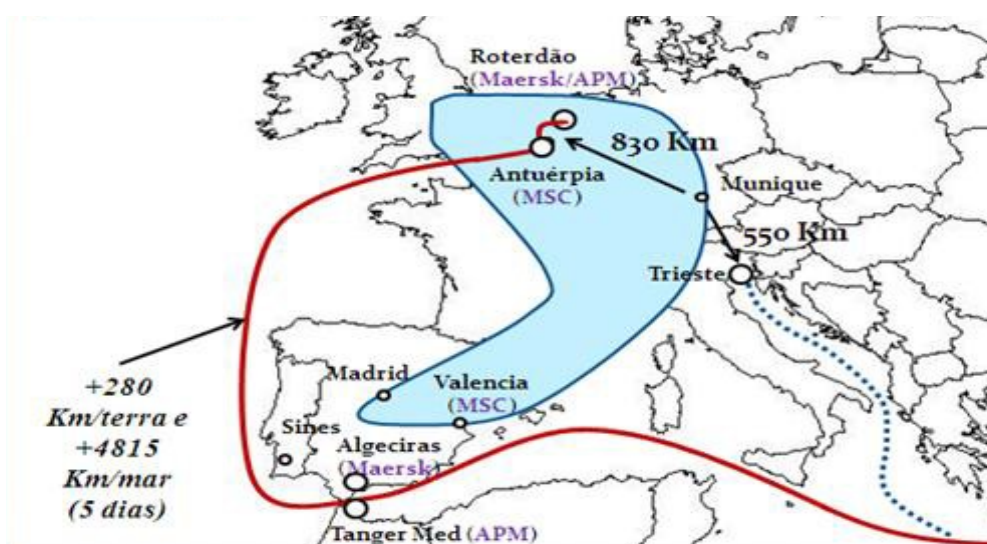 Roterdão
(Maersk/APM)
830 Km
Antuérpia
(MSC)
Munique
550 Km
Trieste
+280
Km/terra e
+4815
Km/mar
(5 dias)
Madrid
Valencia
(MSC)
Sines
Algeciras
(Maersk)
Tanger Med (APM)